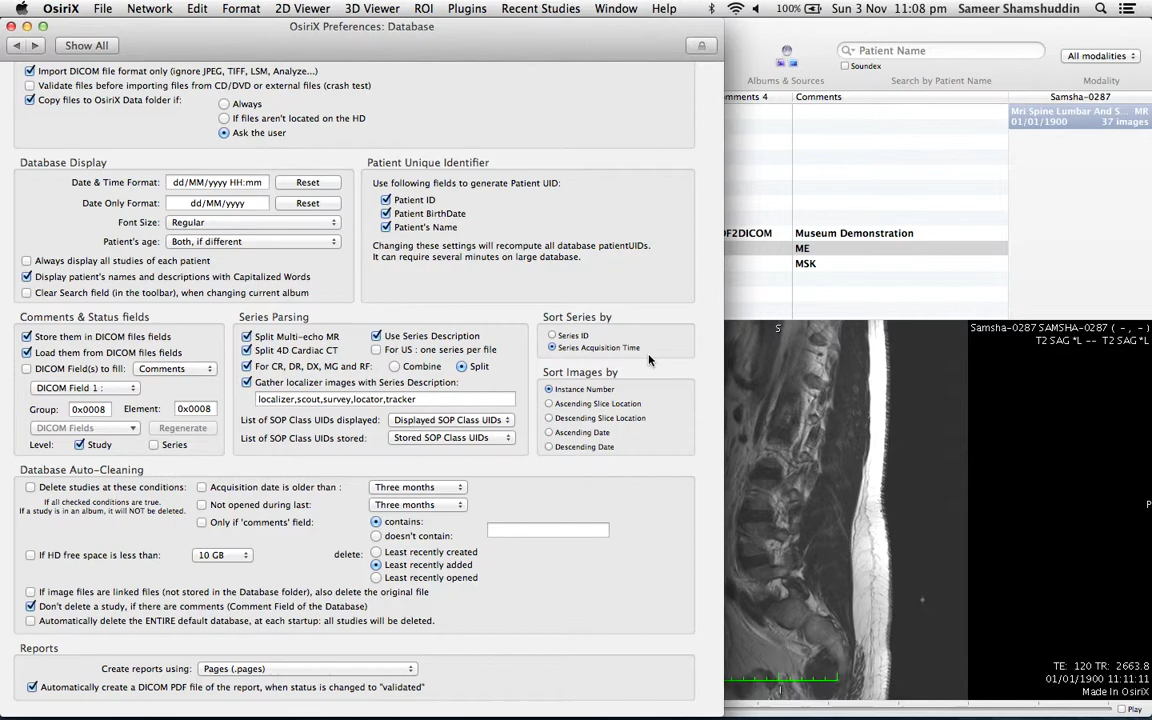 OsiriX File Network Edit Format 2D Viewer 3D Viewer ROI Plugins Recent Studies Window Help 100% Sun 3 Nov 11:08 pm Sameer Shamshuddin
OsiriX Preferences: Database
Show All
Patient Name
Soundex
All modalities
Albums & Sources
Search by Patient Name
Modality
mments 4
Comments
Samsha-0287
Mri Spine Lumbar And S... MR
01/01/1900 37 images
Import DICOM file format only (ignore JPEG, TIFF, LSM, Analyze...)
Validate files before importing files from CD/DVD or external files (crash test)
Copy files to OsiriX Data folder if:
Always
If files aren't located on the HD
Ask the user
Database Display
Date & Time Format: dd/MM/yyyy HH:mm Reset
Date Only Format: dd/MM/yyyy Reset
Font Size: Regular
Patient's age: Both, if different
Always display all studies of each patient
Display patient's names and descriptions with Capitalized Words
Clear Search field (in the toolbar), when changing current album
Patient Unique Identifier
Use following fields to generate Patient UID:
Patient ID
Patient BirthDate
Patient's Name
Changing these settings will recompute all database patientUIDs.
It can require several minutes on large database.
F2DICOM Museum Demonstration
ME
MSK
Comments & Status fields
Store them in DICOM files fields
Load them from DICOM files fields
DICOM Field(s) to fill: Comments
DICOM Field 1 :
Group: 0x0008 Element: 0x0008
DICOM Fields Regenerate
Level: Study Series
Series Parsing
Split Multi-echo MR Use Series Description
Split 4D Cardiac CT For US : one series per file
For CR, DR, DX, MG and RF: Combine Split
Gather localizer images with Series Description:
localizer,scout,survey,locator,tracker
List of SOP Class UIDs displayed: Displayed SOP Class UIDs
List of SOP Class UIDs stored: Stored SOP Class UIDs
Sort Series by
Series ID
Series Acquisition Time
Sort Images by
Instance Number
Ascending Slice Location
Descending Slice Location
Ascending Date
Descending Date
Database Auto-Cleaning
Delete studies at these conditions:
If all checked conditions are true.
If a study is in an album, it will NOT be deleted.
Acquisition date is older than : Three months
Not opened during last: Three months
Only if 'comments' field: contains:
doesn't contain:
If HD free space is less than: 10 GB delete:
Least recently created
Least recently added
Least recently opened
If image files are linked files (not stored in the Database folder), also delete the original file
Don't delete a study, if there are comments (Comment Field of the Database)
Automatically delete the ENTIRE default database, at each startup: all studies will be deleted.
Reports
Create reports using: Pages (.pages)
Automatically create a DICOM PDF file of the report, when status is changed to "validated"
S
Samsha-0287 SAMSHA-0287 ( - , - )
T2 SAG *L -- T2 SAG *L
P
I
TE: 120 TR: 2663.8
01/01/1900 11:11:11
Made In OsiriX
Play